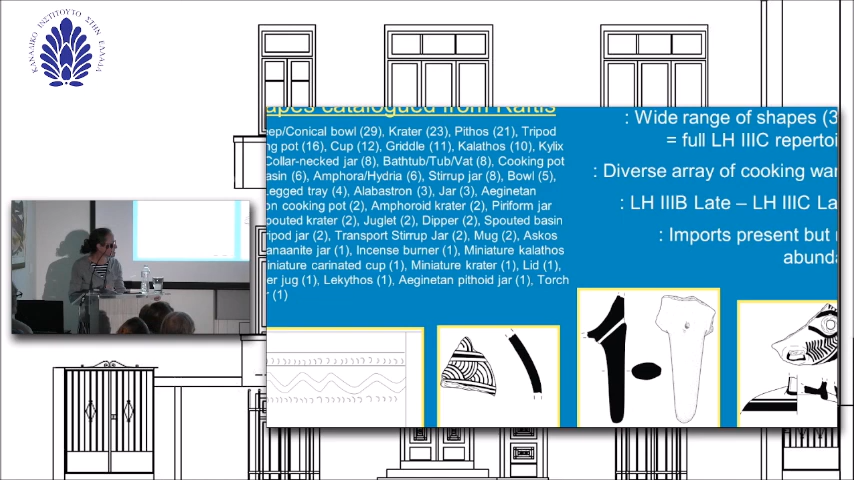 ΚΑΝΑΔΙΚΟ ΙΝΣΤΙΤΟΥΤΟ ΣΤΗΝ ΕΛΛΑΔΑ
apes catalogued from Raftis
eep/Conical bowl (29), Krater (23), Pithos (21), Tripod
ng pot (16), Cup (12), Griddle (11), Kalathos (10), Kylix
Collar-necked jar (8), Bathtub/Tub/Vat (8), Cooking pot
asin (6), Amphora/Hydria (6), Stirrup jar (8), Bowl (5),
egged tray (4), Alabastron (3), Jar (3), Aeginetan
on cooking pot (2), Amphoroid krater (2), Piriform jar
pouted krater (2), Juglet (2), Dipper (2), Spouted basin
ripod jar (2), Transport Stirrup Jar (2), Mug (2), Askos
anaanite jar (1), Incense burner (1), Miniature kalathos
iniature carinated cup (1), Miniature krater (1), Lid (1),
er jug (1), Lekythos (1), Aeginetan pithoid jar (1), Torch
r (1)
: Wide range of shapes (3
= full LH IIIC repertoi
: Diverse array of cooking war
: LH IIIB Late – LH IIIC La
: Imports present but
abunda